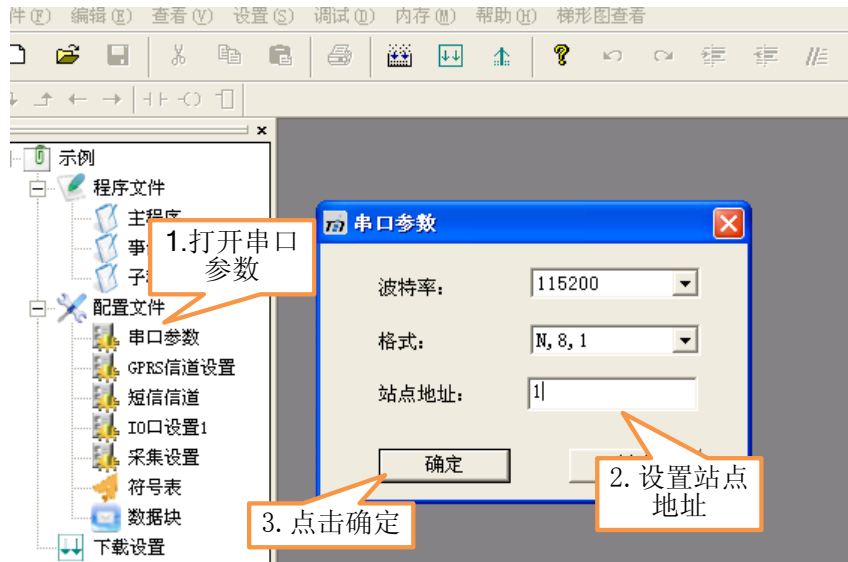 件(F) 编辑(E) 查看(V) 设置(S) 调试(D) 内存(M) 帮助(H) 梯形图查看
示例
程序文件
主程序
事
子
配置文件
串口参数
GPRS信道设置
短信信道
IO口设置1
采集设置
符号表
数据块
下载设置
1.打开串口
参数
串口参数
波特率:
115200
格式:
N,8,1
站点地址:
1
确定
2.设置站点
地址
3.点击确定